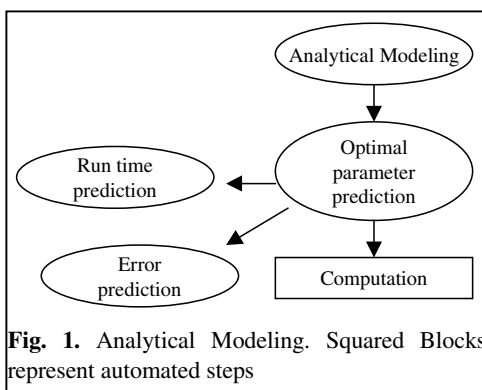 Analytical Modeling
Optimal
parameter
prediction
Run time
prediction
Error
prediction
Computation
Fig. 1. Analytical Modeling. Squared Blocks
represent automated steps